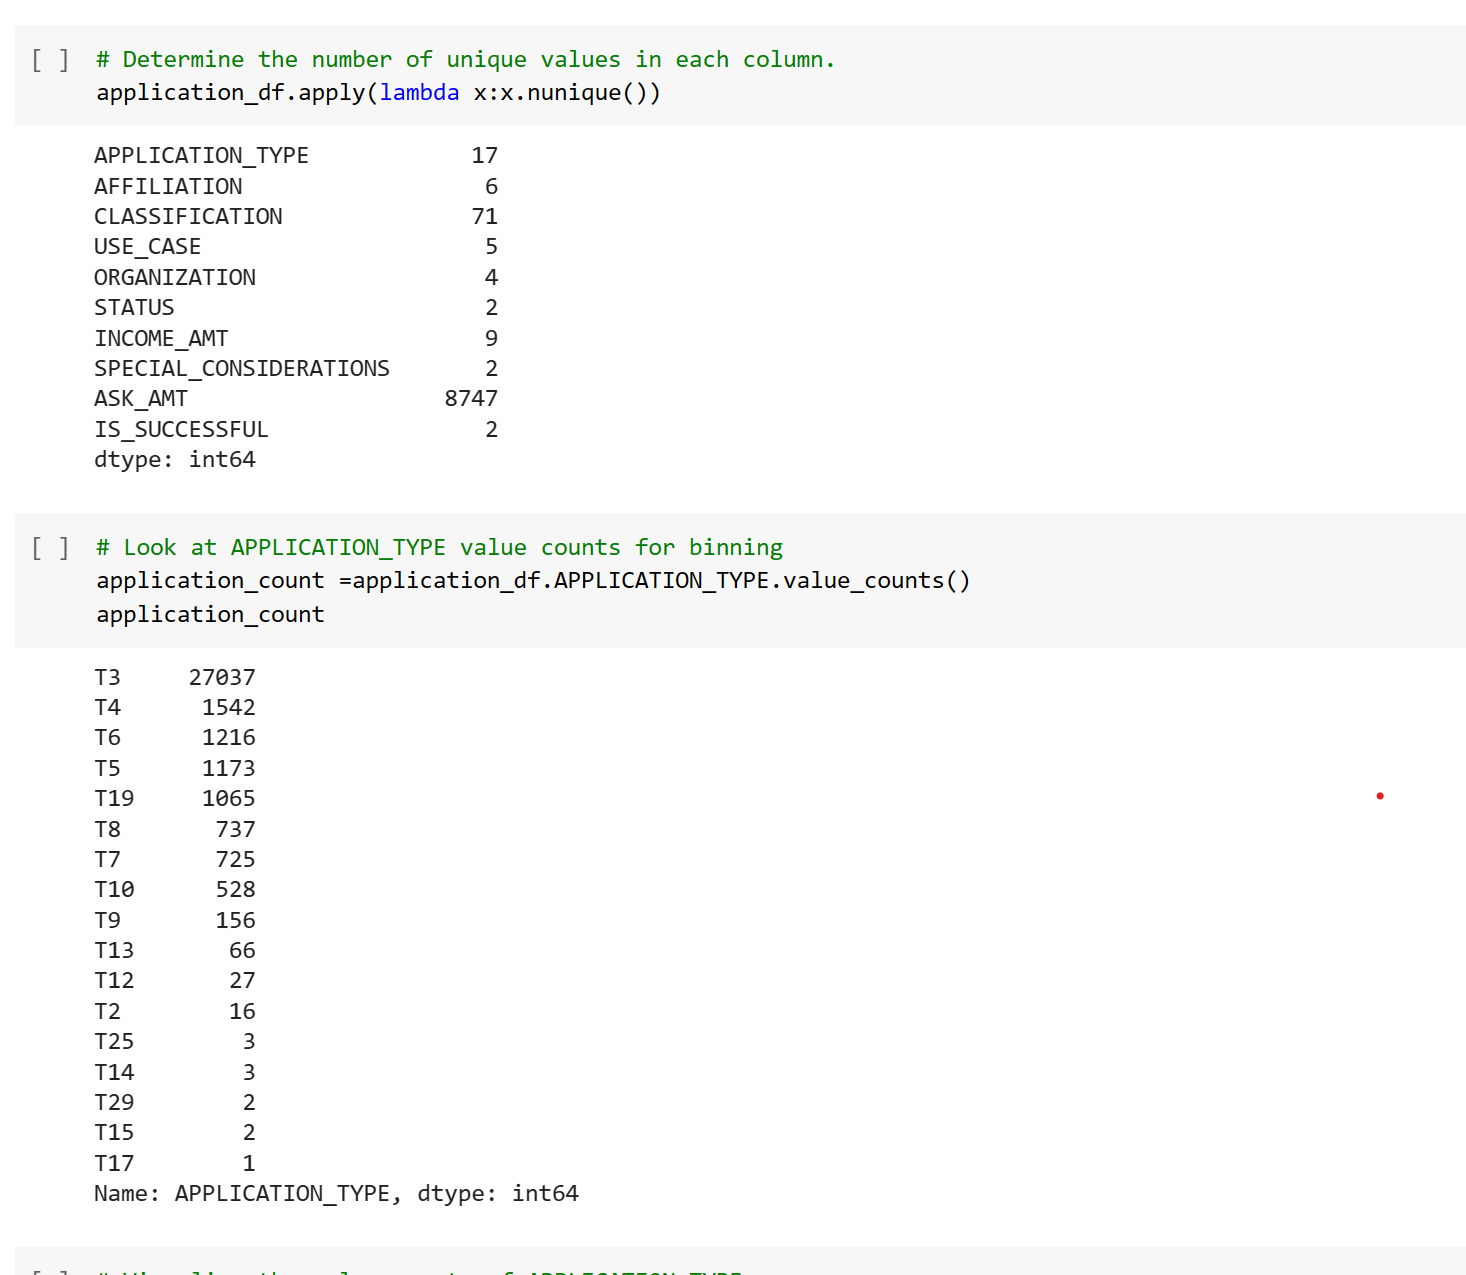 [ ] # Determine the number of unique values in each column.
application_df.apply(lambda x:x.nunique())
APPLICATION_TYPE 17
AFFILIATION 6
CLASSIFICATION 71
USE_CASE 5
ORGANIZATION 4
STATUS 2
INCOME_AMT 9
SPECIAL_CONSIDERATIONS 2
ASK_AMT 8747
IS_SUCCESSFUL 2
dtype: int64
[ ] # Look at APPLICATION_TYPE value counts for binning
application_count =application_df.APPLICATION_TYPE.value_counts()
application_count
T3 27037
T4 1542
T6 1216
T5 1173
T19 1065
T8 737
T7 725
T10 528
T9 156
T13 66
T12 27
T2 16
T25 3
T14 3
T29 2
T15 2
T17 1
Name: APPLICATION_TYPE, dtype: int64